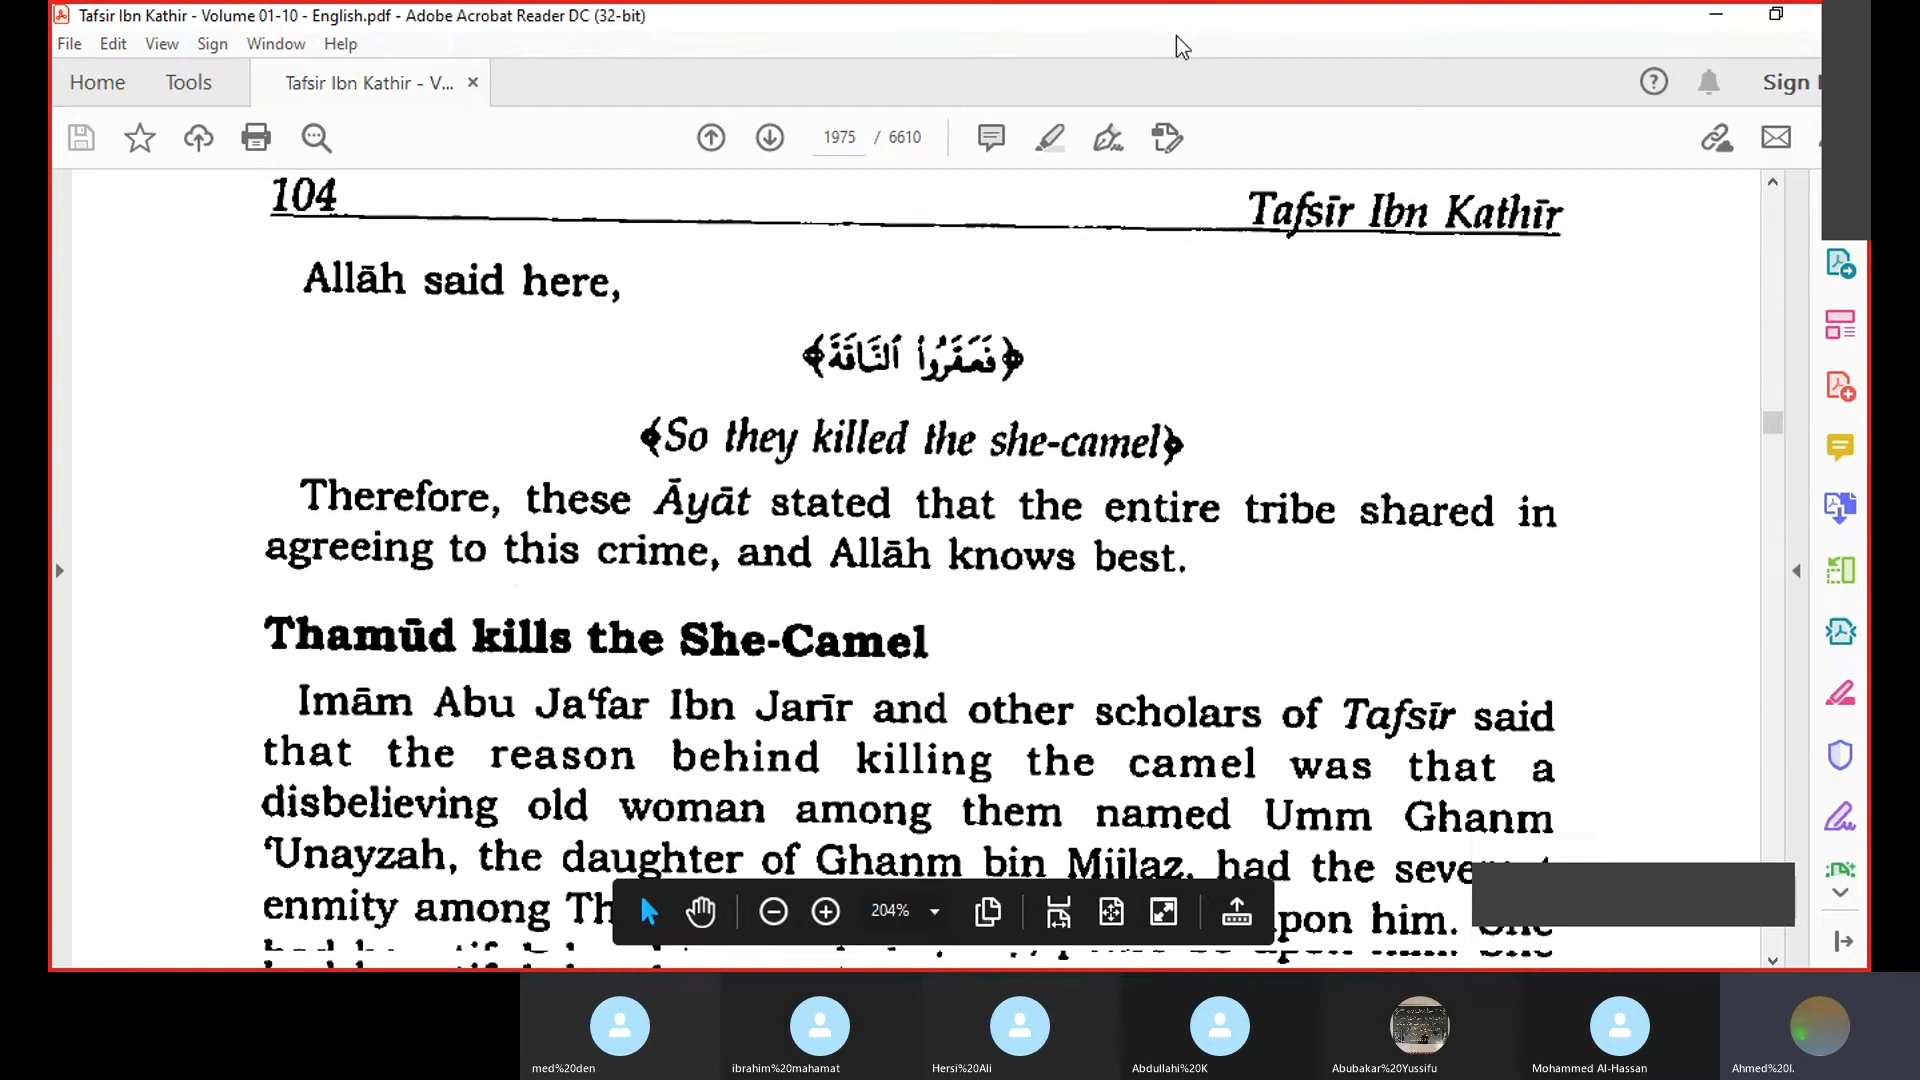 Tafsir Ibn Kathir - Volume 01-10 - English.pdf - Adobe Acrobat Reader DC (32-bit)
File Edit View Sign Window Help
Home Tools Tafsir Ibn Kathir - V... × Sign
1975 / 6610
104 Tafsīr Ibn Kathīr
Allāh said here,
﴿فَعَقَرُوا۟ ٱلنَّاقَةَ﴾
﴾So they killed the she-camel﴿
Therefore, these Āyāt stated that the entire tribe shared in
agreeing to this crime, and Allāh knows best.
Thamūd kills the She-Camel
Imām Abu Ja‘far Ibn Jarīr and other scholars of Tafsīr said
that the reason behind killing the camel was that a
disbelieving old woman among them named Umm Ghanm
‘Unayzah, the daughter of Ghanm bin Mijlaz, had the
enmity among upon him.
204%
med%20den ibrahim%20mahamat Hersi%20Ali Abdullahi%20K Abubakar%20Yussifu Mohammed Al-Hassan Ahmed%20I.